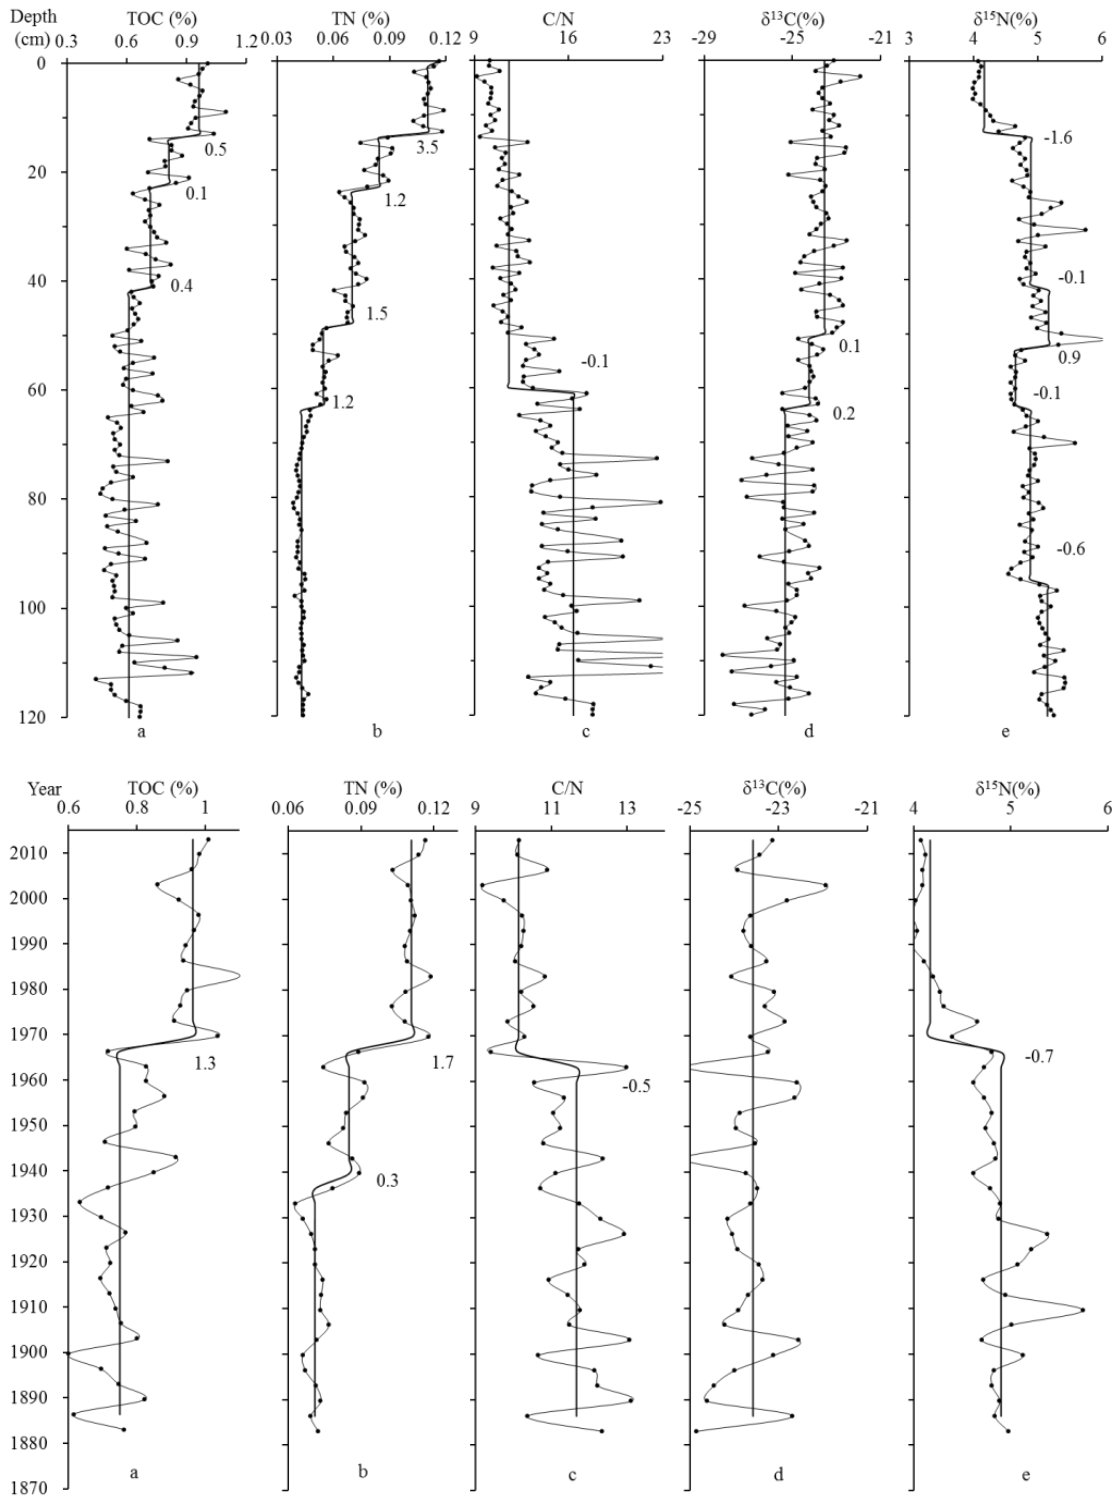 Depth TOC (%) TN (%) C/N δ¹³C(%) δ¹⁵N(%)
(cm) 0.3 0.6 0.9 1.2 0.03 0.06 0.09 0.12 9 16 23 -29 -25 -21 3 4 5 6
0
0.5 3.5 -1.6
20
0.1 1.2
0.4 1.5 -0.1
40
0.1 0.9
-0.1
60
1.2 0.2 -0.1
80
-0.6
100
120
a b c d e
Year TOC (%) TN (%) C/N δ¹³C(%) δ¹⁵N(%)
0.6 0.8 1 0.06 0.09 0.12 9 11 13 -25 -23 -21 4 5 6
2010
2000
1990
1980
1970
1.3 1.7 -0.7
1960
-0.5
1950
1940
0.3
1930
1920
1910
1900
1890
1880
a b c d e
1870